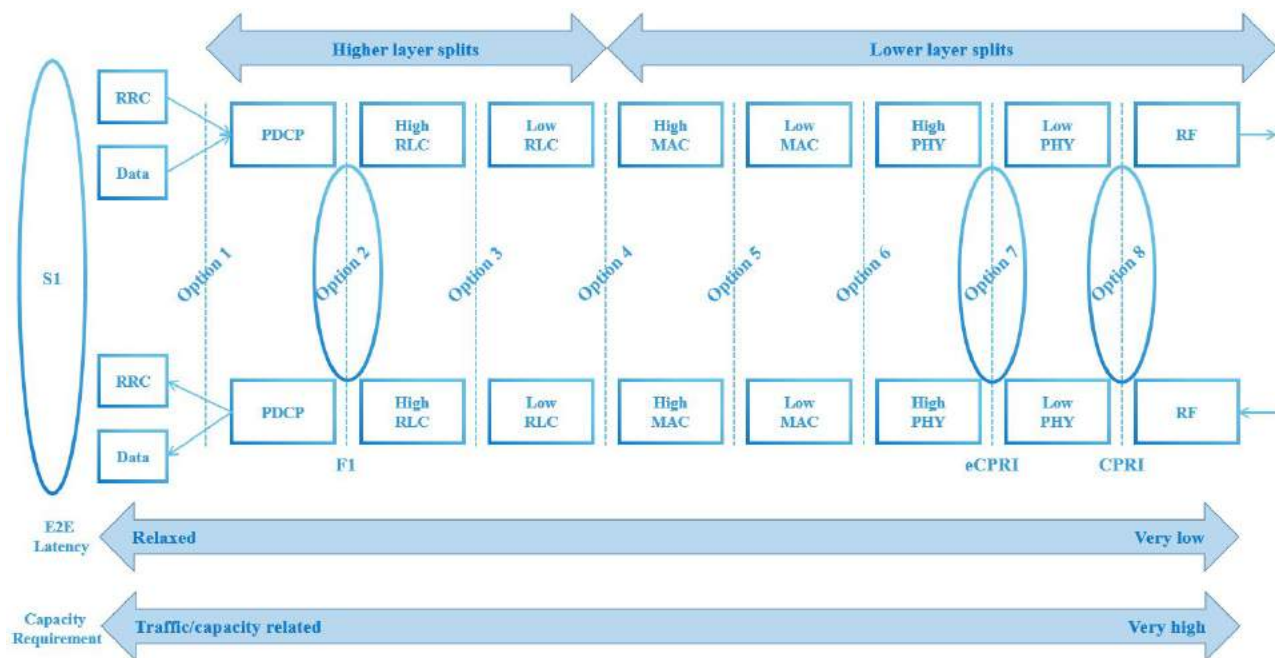 Higher layer splits
Lower layer splits
RRC
Data
PDCP
High
RLC
Low
RLC
High
MAC
Low
MAC
High
PHY
Low
PHY
RF
S1
Option 1
Option 2
Option 3
Option 4
Option 5
Option 6
Option 7
Option 8
RRC
Data
PDCP
High
RLC
Low
RLC
High
MAC
Low
MAC
High
PHY
Low
PHY
RF
F1
eCPRI
CPRI
E2E
Latency
Relaxed
Very low
Capacity
Requirement
Traffic/capacity related
Very high